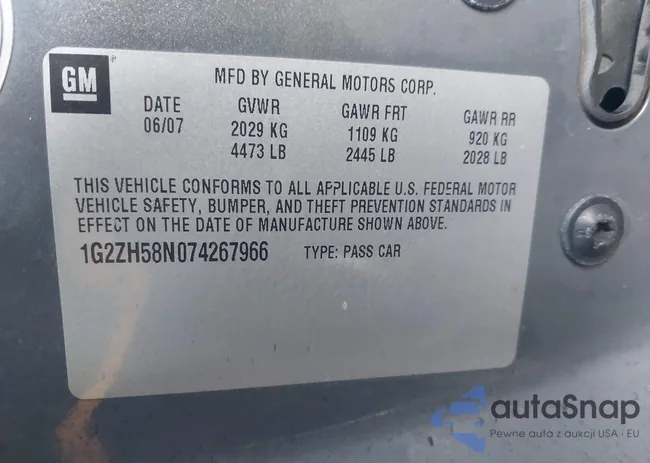 GM
MFD BY GENERAL MOTORS CORP.
DATE GVWR GAWR FRT GAWR RR
06/07 2029 KG 1109 KG 920 KG
4473 LB 2445 LB 2028 LB
THIS VEHICLE CONFORMS TO ALL APPLICABLE U.S. FEDERAL MOTOR
VEHICLE SAFETY, BUMPER, AND THEFT PREVENTION STANDARDS IN
EFFECT ON THE DATE OF MANUFACTURE SHOWN ABOVE.
1G2ZH58N074267966 TYPE: PASS CAR
autaSnap
Pewne auta z aukcji USA i EU